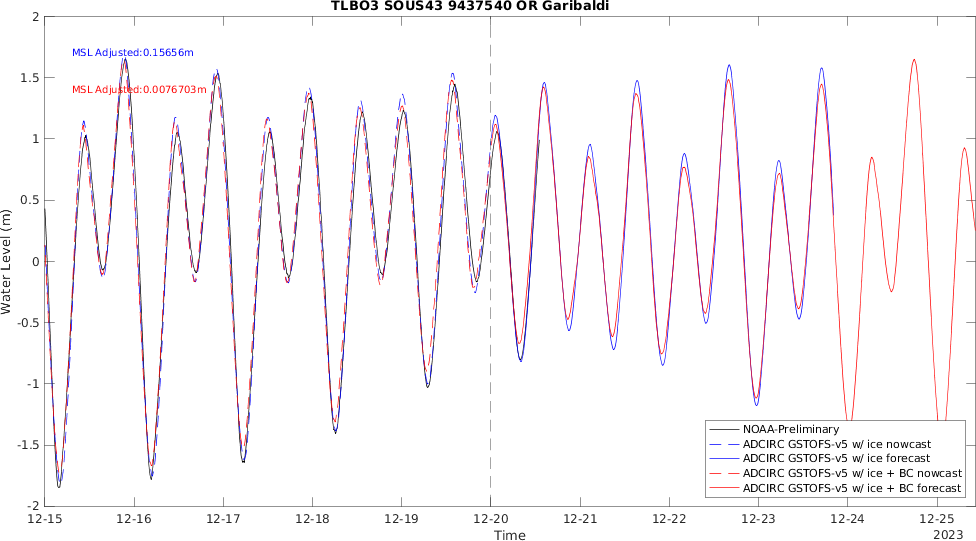 TLBO3 SOUS43 9437540 OR Garibaldi
MSL Adjusted:0.15656m
MSL Adjusted:0.0076703m
Water Level (m)
2
1.5
1
0.5
0
-0.5
-1
-1.5
-2
NOAA-Preliminary
ADCIRC GSTOFS-v5 w/ ice nowcast
ADCIRC GSTOFS-v5 w/ ice forecast
ADCIRC GSTOFS-v5 w/ ice + BC nowcast
ADCIRC GSTOFS-v5 w/ ice + BC forecast
12-15 12-16 12-17 12-18 12-19 12-20 12-21 12-22 12-23 12-24 12-25
Time
2023